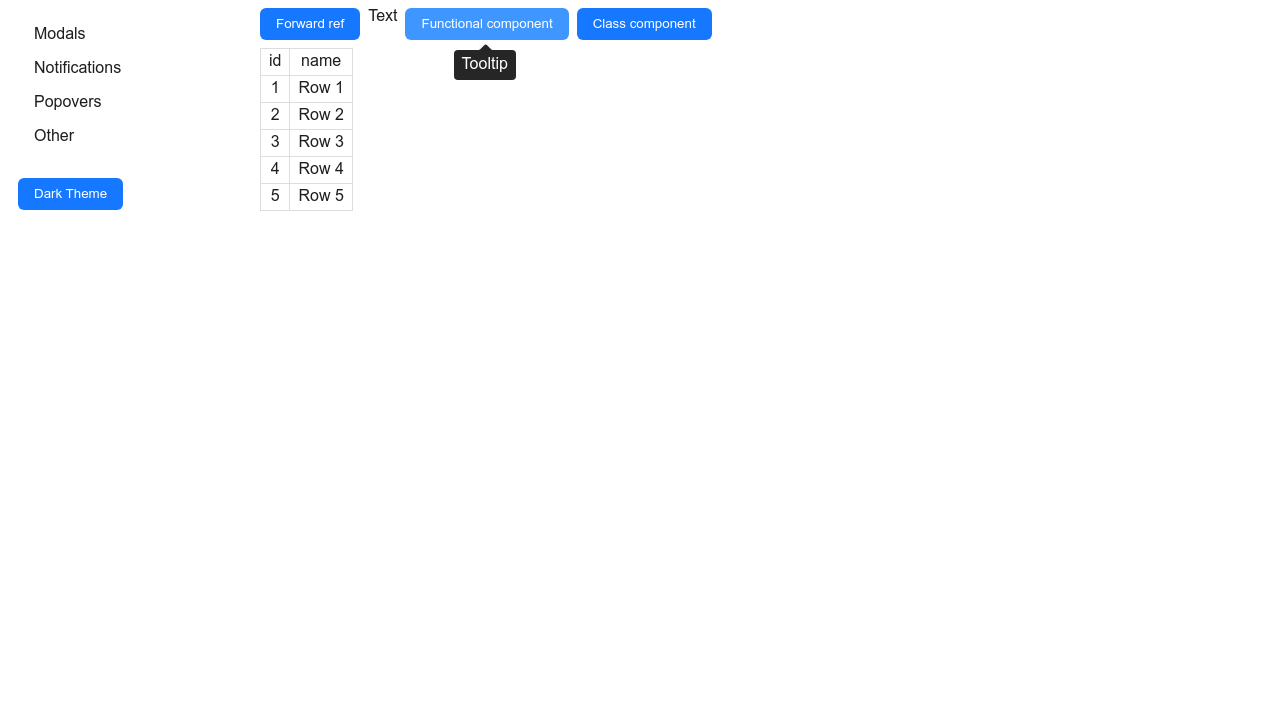 Modals
Notifications
Popovers
Other
Dark Theme
Forward ref Text Functional component Class component
Tooltip
id name
1 Row 1
2 Row 2
3 Row 3
4 Row 4
5 Row 5